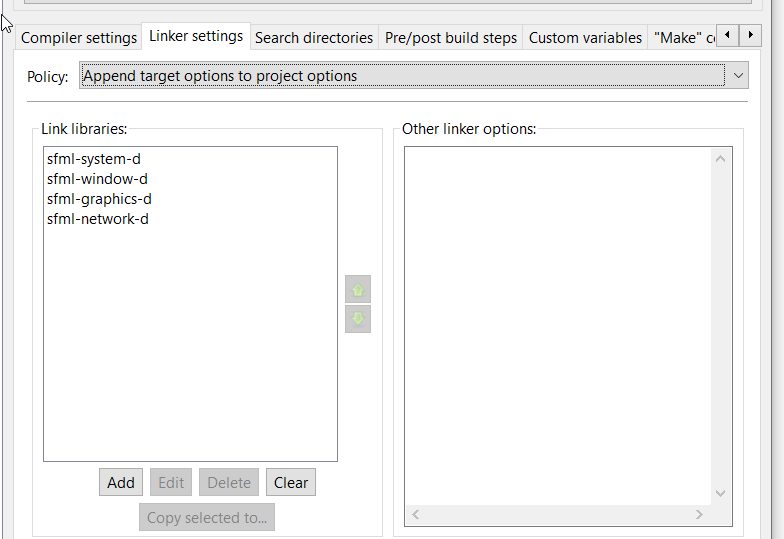 Compiler settings Linker settings Search directories Pre/post build steps Custom variables "Make" c
Policy: Append target options to project options
Link libraries: Other linker options:
sfml-system-d
sfml-window-d
sfml-graphics-d
sfml-network-d
Add Edit Delete Clear
Copy selected to...